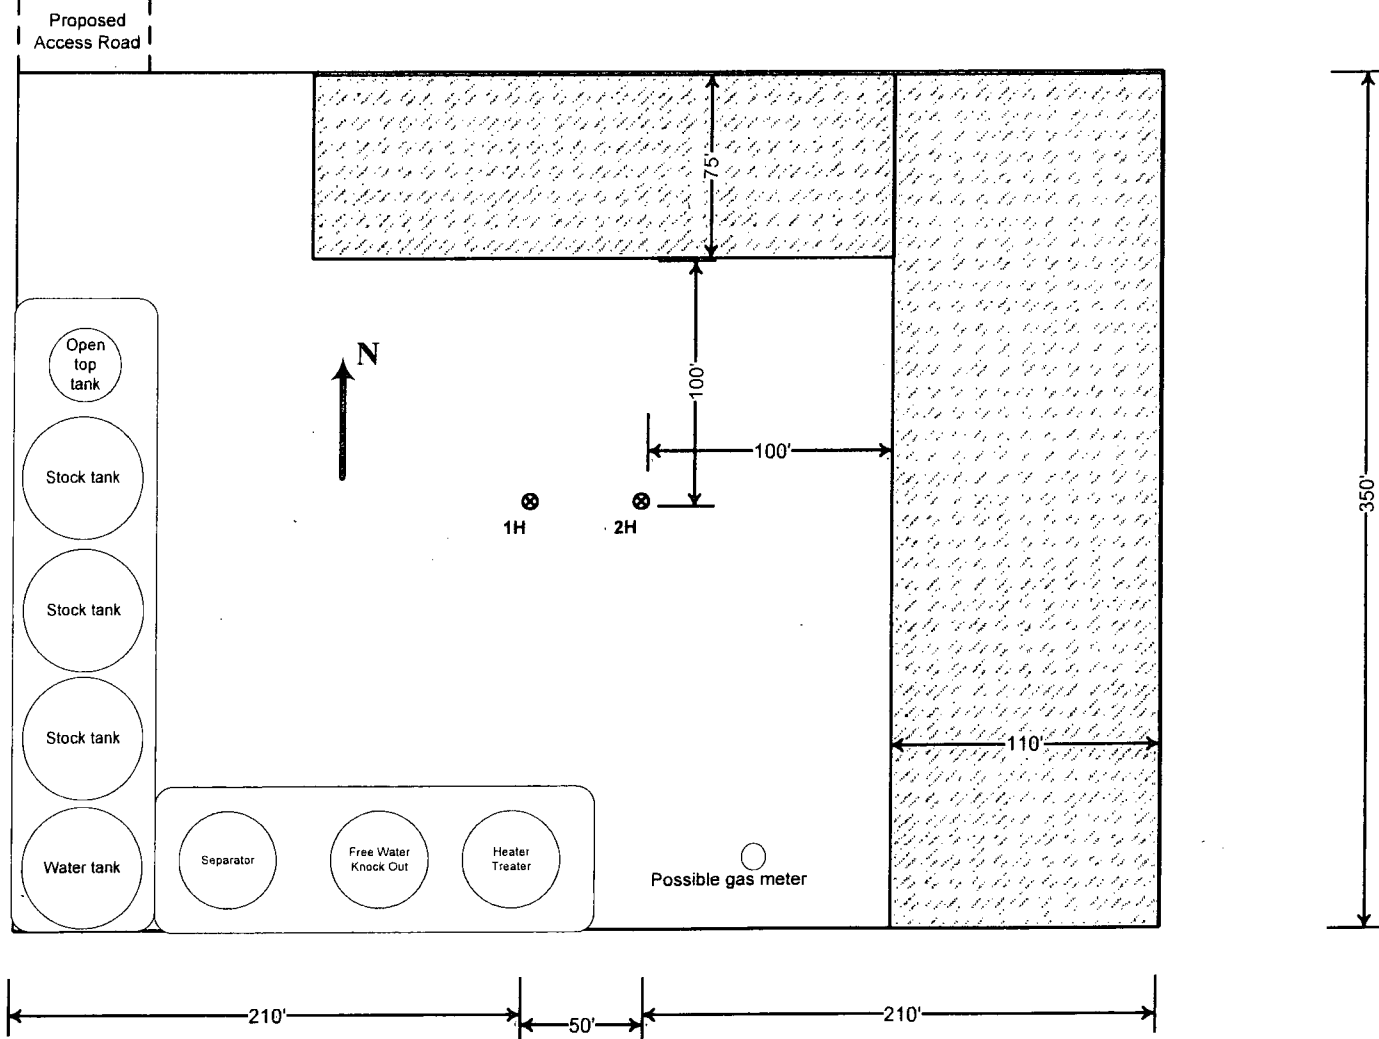 Proposed
Access Road
75'
Open
top
tank
N
100'
Stock tank
100'
350'
1H
2H
Stock tank
Stock tank
110'
Water tank
Separator
Free Water
Knock Out
Heater
Treater
Possible gas meter
210'
50'
210'